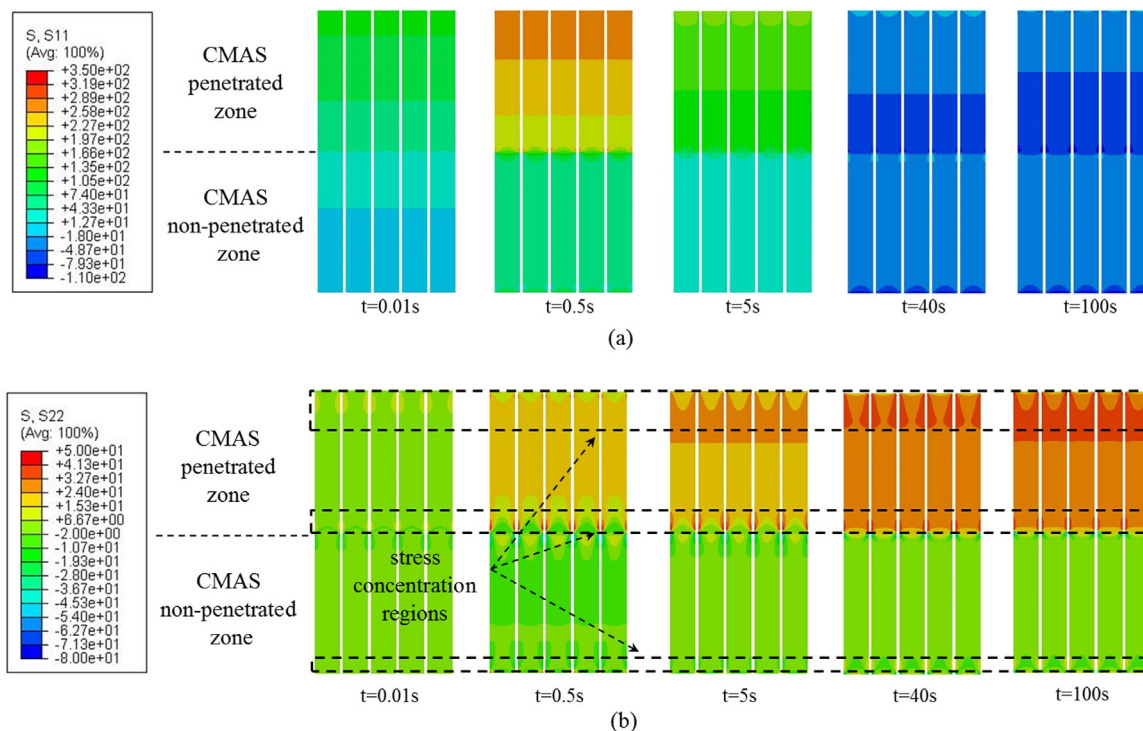 S, S11
(Avg: 100%)
+3.50e+02
+3.19e+02
+2.89e+02
+2.58e+02
+2.27e+02
+1.97e+02
+1.66e+02
+1.35e+02
+1.05e+02
+7.40e+01
+4.33e+01
+1.27e+01
-1.80e+01
-4.87e+01
-7.93e+01
-1.10e+02
CMAS
penetrated
zone
CMAS
non-penetrated
zone
t=0.01s
t=0.5s
t=5s
t=40s
t=100s
(a)
S, S22
(Avg: 100%)
+5.00e+01
+4.13e+01
+3.27e+01
+2.40e+01
+1.53e+01
+6.67e+00
-2.00e+00
-1.07e+01
-1.93e+01
-2.80e+01
-3.67e+01
-4.53e+01
-5.40e+01
-6.27e+01
-7.13e+01
-8.00e+01
CMAS
penetrated
zone
CMAS
non-penetrated
zone
stress
concentration
regions
t=0.01s
t=0.5s
t=5s
t=40s
t=100s
(b)